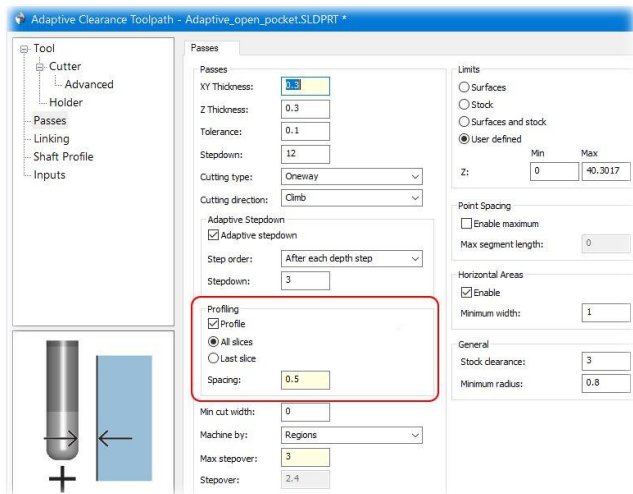 Adaptive Clearance Toolpath - Adaptive_open_pocket.SLDPRT *
Tool
Cutter
Advanced
Holder
Passes
Linking
Shaft Profile
Inputs
Passes
Passes
XY Thickness: 0.3
Z Thickness: 0.3
Tolerance: 0.1
Stepdown: 12
Cutting type: Oneway
Cutting direction: Climb
Adaptive Stepdown
Adaptive stepdown
Step order: After each depth step
Stepdown: 3
Profiling
Profile
All slices
Last slice
Spacing: 0.5
Min cut width: 0
Machine by: Regions
Max stepover: 3
Stepover: 2.4
Limits
Surfaces
Stock
Surfaces and stock
User defined
Min Max
Z: 0 40.3017
Point Spacing
Enable maximum
Max segment length: 0
Horizontal Areas
Enable
Minimum width: 1
General
Stock clearance: 3
Minimum radius: 0.8